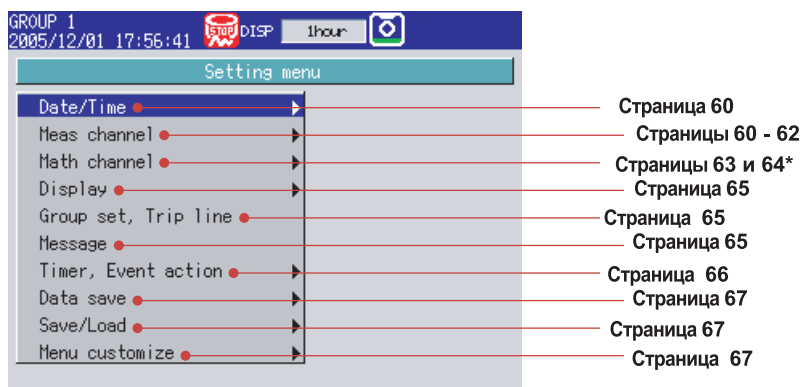 GROUP 1
2005/12/01 17:56:41 STOP DISP 1hour
Setting menu
Date/Time Страница 60
Meas channel Страницы 60 - 62
Math channel Страницы 63 и 64*
Display Страница 65
Group set, Trip line Страница 65
Message Страница 65
Timer, Event action Страница 66
Data save Страница 67
Save/Load Страница 67
Menu customize Страница 67